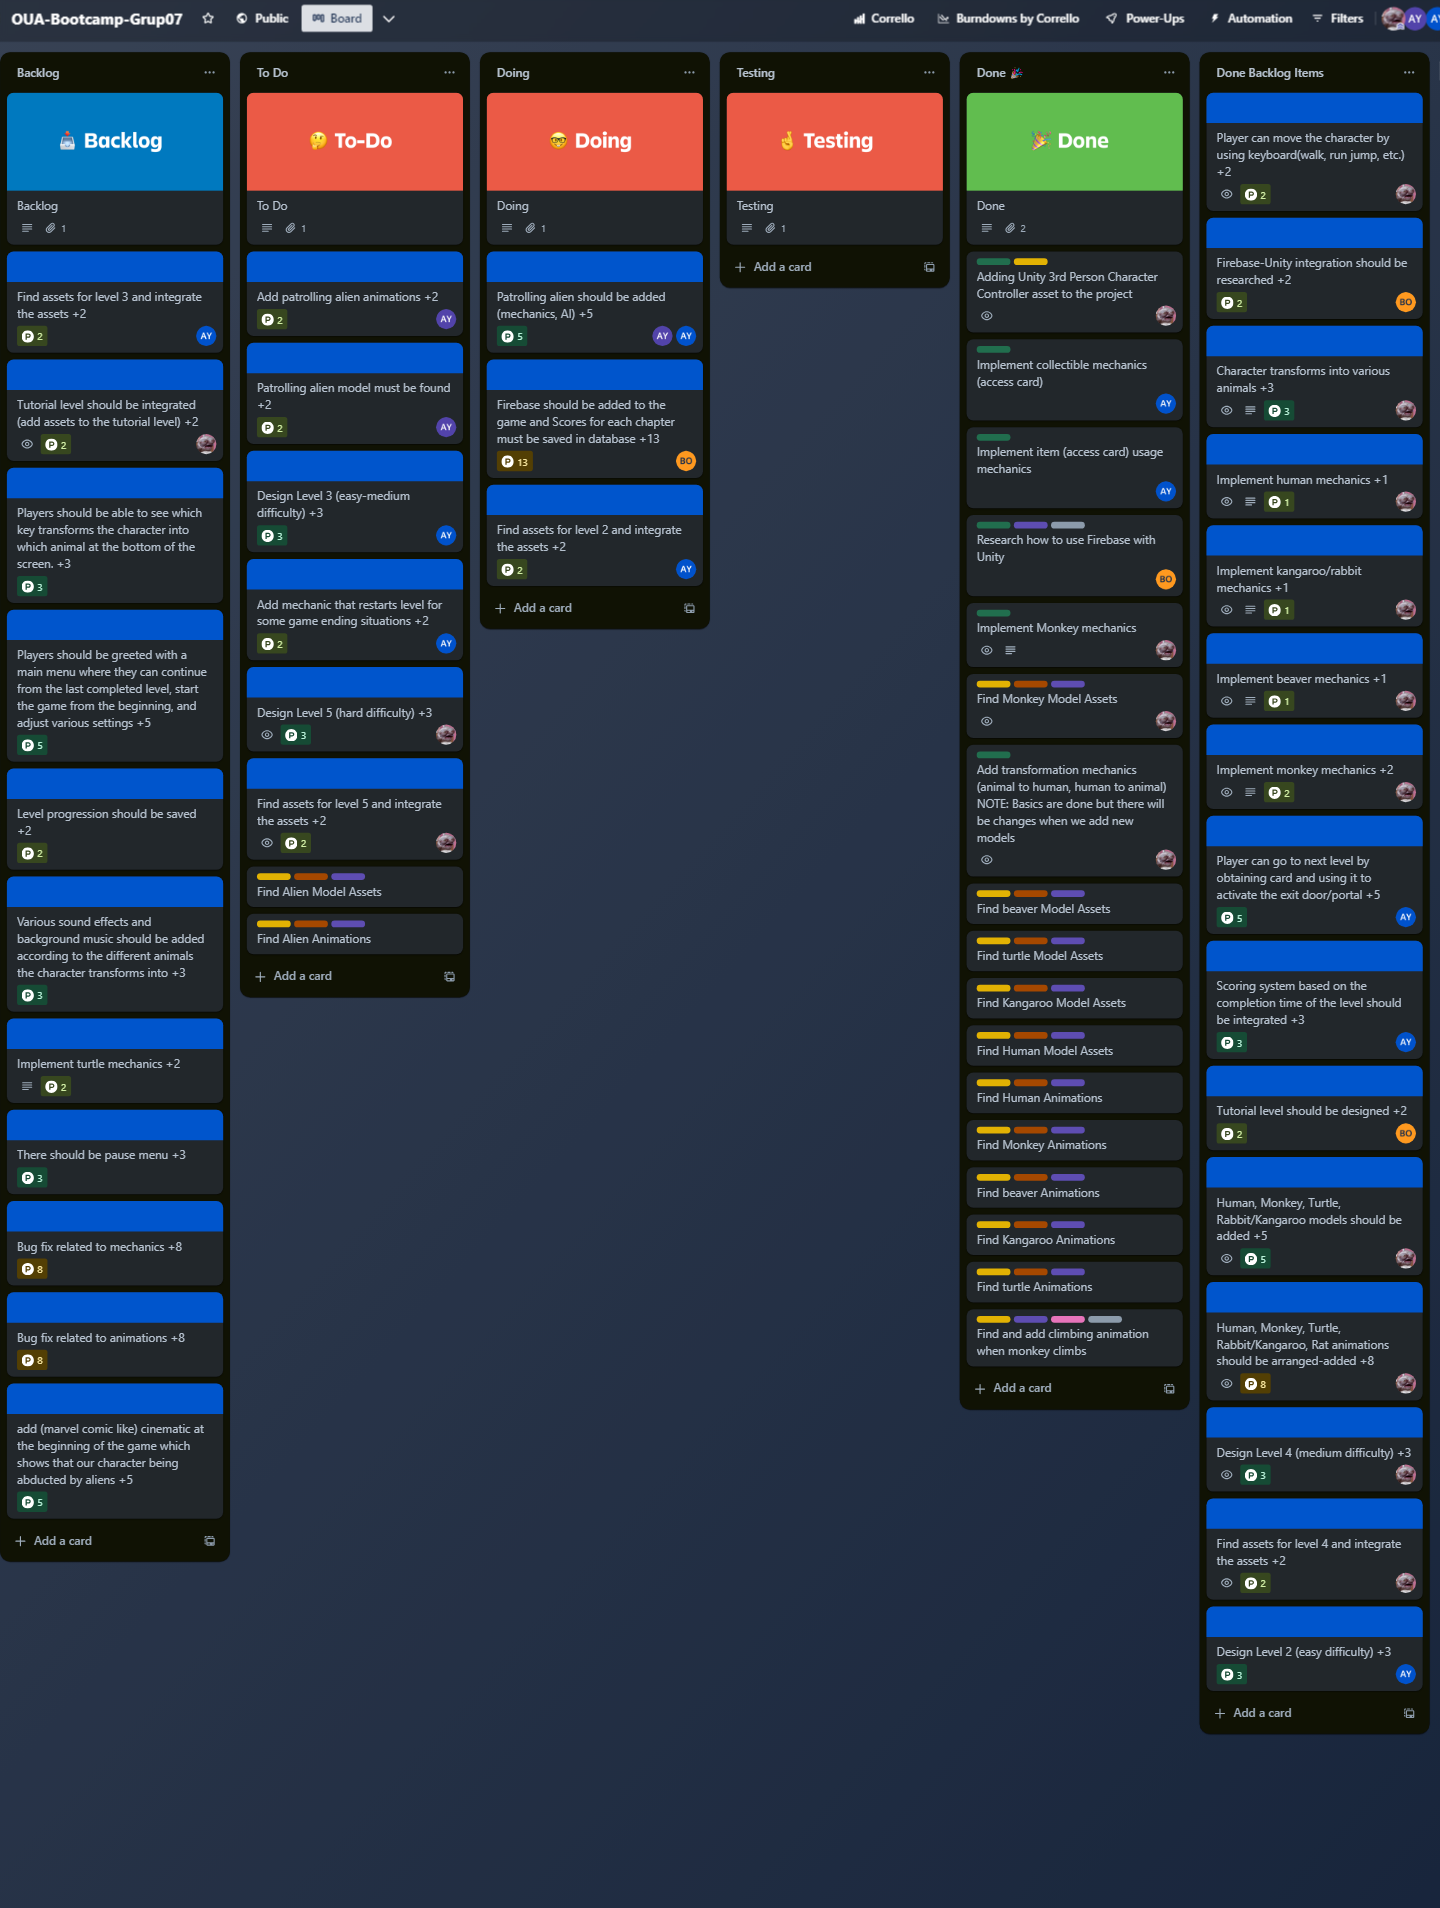 OUA-Bootcamp-Grup07
Public
Board
Corrello
Burndowns by Corrello
Power-Ups
Automation
Filters
AY
Backlog
Backlog
Backlog
1
Find assets for level 3 and integrate
the assets +2
P 2
AY
Tutorial level should be integrated
(add assets to the tutorial level) +2
P 2
Players should be able to see which
key transforms the character into
which animal at the bottom of the
screen. +3
P 3
Players should be greeted with a
main menu where they can continue
from the last completed level, start
the game from the beginning, and
adjust various settings +5
P 5
Level progression should be saved
+2
P 2
Various sound effects and
background music should be added
according to the different animals
the character transforms into +3
P 3
Implement turtle mechanics +2
P 2
There should be pause menu +3
P 3
Bug fix related to mechanics +8
P 8
Bug fix related to animations +8
P 8
add (marvel comic like) cinematic at
the beginning of the game which
shows that our character being
abducted by aliens +5
P 5
+ Add a card
To Do
To-Do
To Do
1
Add patrolling alien animations +2
P 2
AY
Patrolling alien model must be found
+2
P 2
AY
Design Level 3 (easy-medium
difficulty) +3
P 3
AY
Add mechanic that restarts level for
some game ending situations +2
P 2
AY
Design Level 5 (hard difficulty) +3
P 3
Find assets for level 5 and integrate
the assets +2
P 2
Find Alien Model Assets
Find Alien Animations
+ Add a card
Doing
Doing
Doing
1
Patrolling alien should be added
(mechanics, AI) +5
P 5
AY AY
Firebase should be added to the
game and Scores for each chapter
must be saved in database +13
P 13
BO
Find assets for level 2 and integrate
the assets +2
P 2
AY
+ Add a card
Testing
Testing
Testing
1
+ Add a card
Done
Done
Done
2
Adding Unity 3rd Person Character
Controller asset to the project
Implement collectible mechanics
(access card)
AY
Implement item (access card) usage
mechanics
AY
Research how to use Firebase with
Unity
BO
Implement Monkey mechanics
Find Monkey Model Assets
Add transformation mechanics
(animal to human, human to animal)
NOTE: Basics are done but there will
be changes when we add new
models
Find beaver Model Assets
Find turtle Model Assets
Find Kangaroo Model Assets
Find Human Model Assets
Find Human Animations
Find Monkey Animations
Find beaver Animations
Find Kangaroo Animations
Find turtle Animations
Find and add climbing animation
when monkey climbs
+ Add a card
Done Backlog Items
Player can move the character by
using keyboard(walk, run jump, etc.)
+2
P 2
Firebase-Unity integration should be
researched +2
P 2
BO
Character transforms into various
animals +3
P 3
Implement human mechanics +1
P 1
Implement kangaroo/rabbit
mechanics +1
P 1
Implement beaver mechanics +1
P 1
Implement monkey mechanics +2
P 2
Player can go to next level by
obtaining card and using it to
activate the exit door/portal +5
P 5
AY
Scoring system based on the
completion time of the level should
be integrated +3
P 3
AY
Tutorial level should be designed +2
P 2
BO
Human, Monkey, Turtle,
Rabbit/Kangaroo models should be
added +5
P 5
Human, Monkey, Turtle,
Rabbit/Kangaroo, Rat animations
should be arranged-added +8
P 8
Design Level 4 (medium difficulty) +3
P 3
Find assets for level 4 and integrate
the assets +2
P 2
Design Level 2 (easy difficulty) +3
P 3
AY
+ Add a card